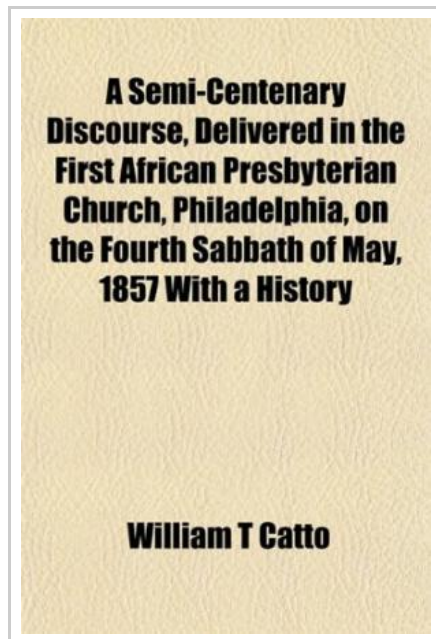 A Semi-Centenary
Discourse, Delivered in the
First African Presbyterian
Church, Philadelphia, on
the Fourth Sabbath of May,
1857 With a History
William T Catto